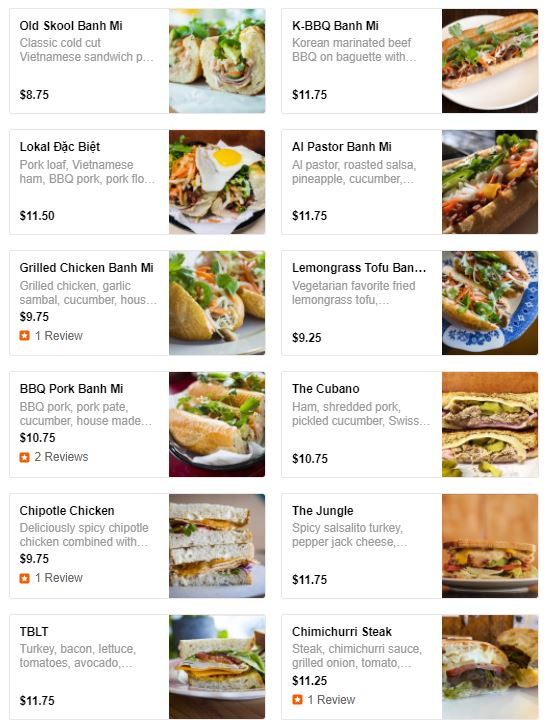 Old Skool Banh Mi
Classic cold cut
Vietnamese sandwich p...
$8.75
K-BBQ Banh Mi
Korean marinated beef
BBQ on baguette with...
$11.75
Lokal Đặc Biệt
Pork loaf, Vietnamese
ham, BBQ pork, pork flo...
$11.50
Al Pastor Banh Mi
Al pastor, roasted salsa,
pineapple, cucumber,...
$11.75
Grilled Chicken Banh Mi
Grilled chicken, garlic
sambal, cucumber, hous...
$9.75
1 Review
Lemongrass Tofu Ban...
Vegetarian favorite fried
lemongrass tofu,...
$9.25
BBQ Pork Banh Mi
BBQ pork, pork pate,
cucumber, house made...
$10.75
2 Reviews
The Cubano
Ham, shredded pork,
pickled cucumber, Swiss...
$10.75
Chipotle Chicken
Deliciously spicy chipotle
chicken combined with...
$9.75
1 Review
The Jungle
Spicy salsalito turkey,
pepper jack cheese,...
$11.75
TBLT
Turkey, bacon, lettuce,
tomatoes, avocado,...
$11.75
Chimichurri Steak
Steak, chimichurri sauce,
grilled onion, tomato,...
$11.25
1 Review